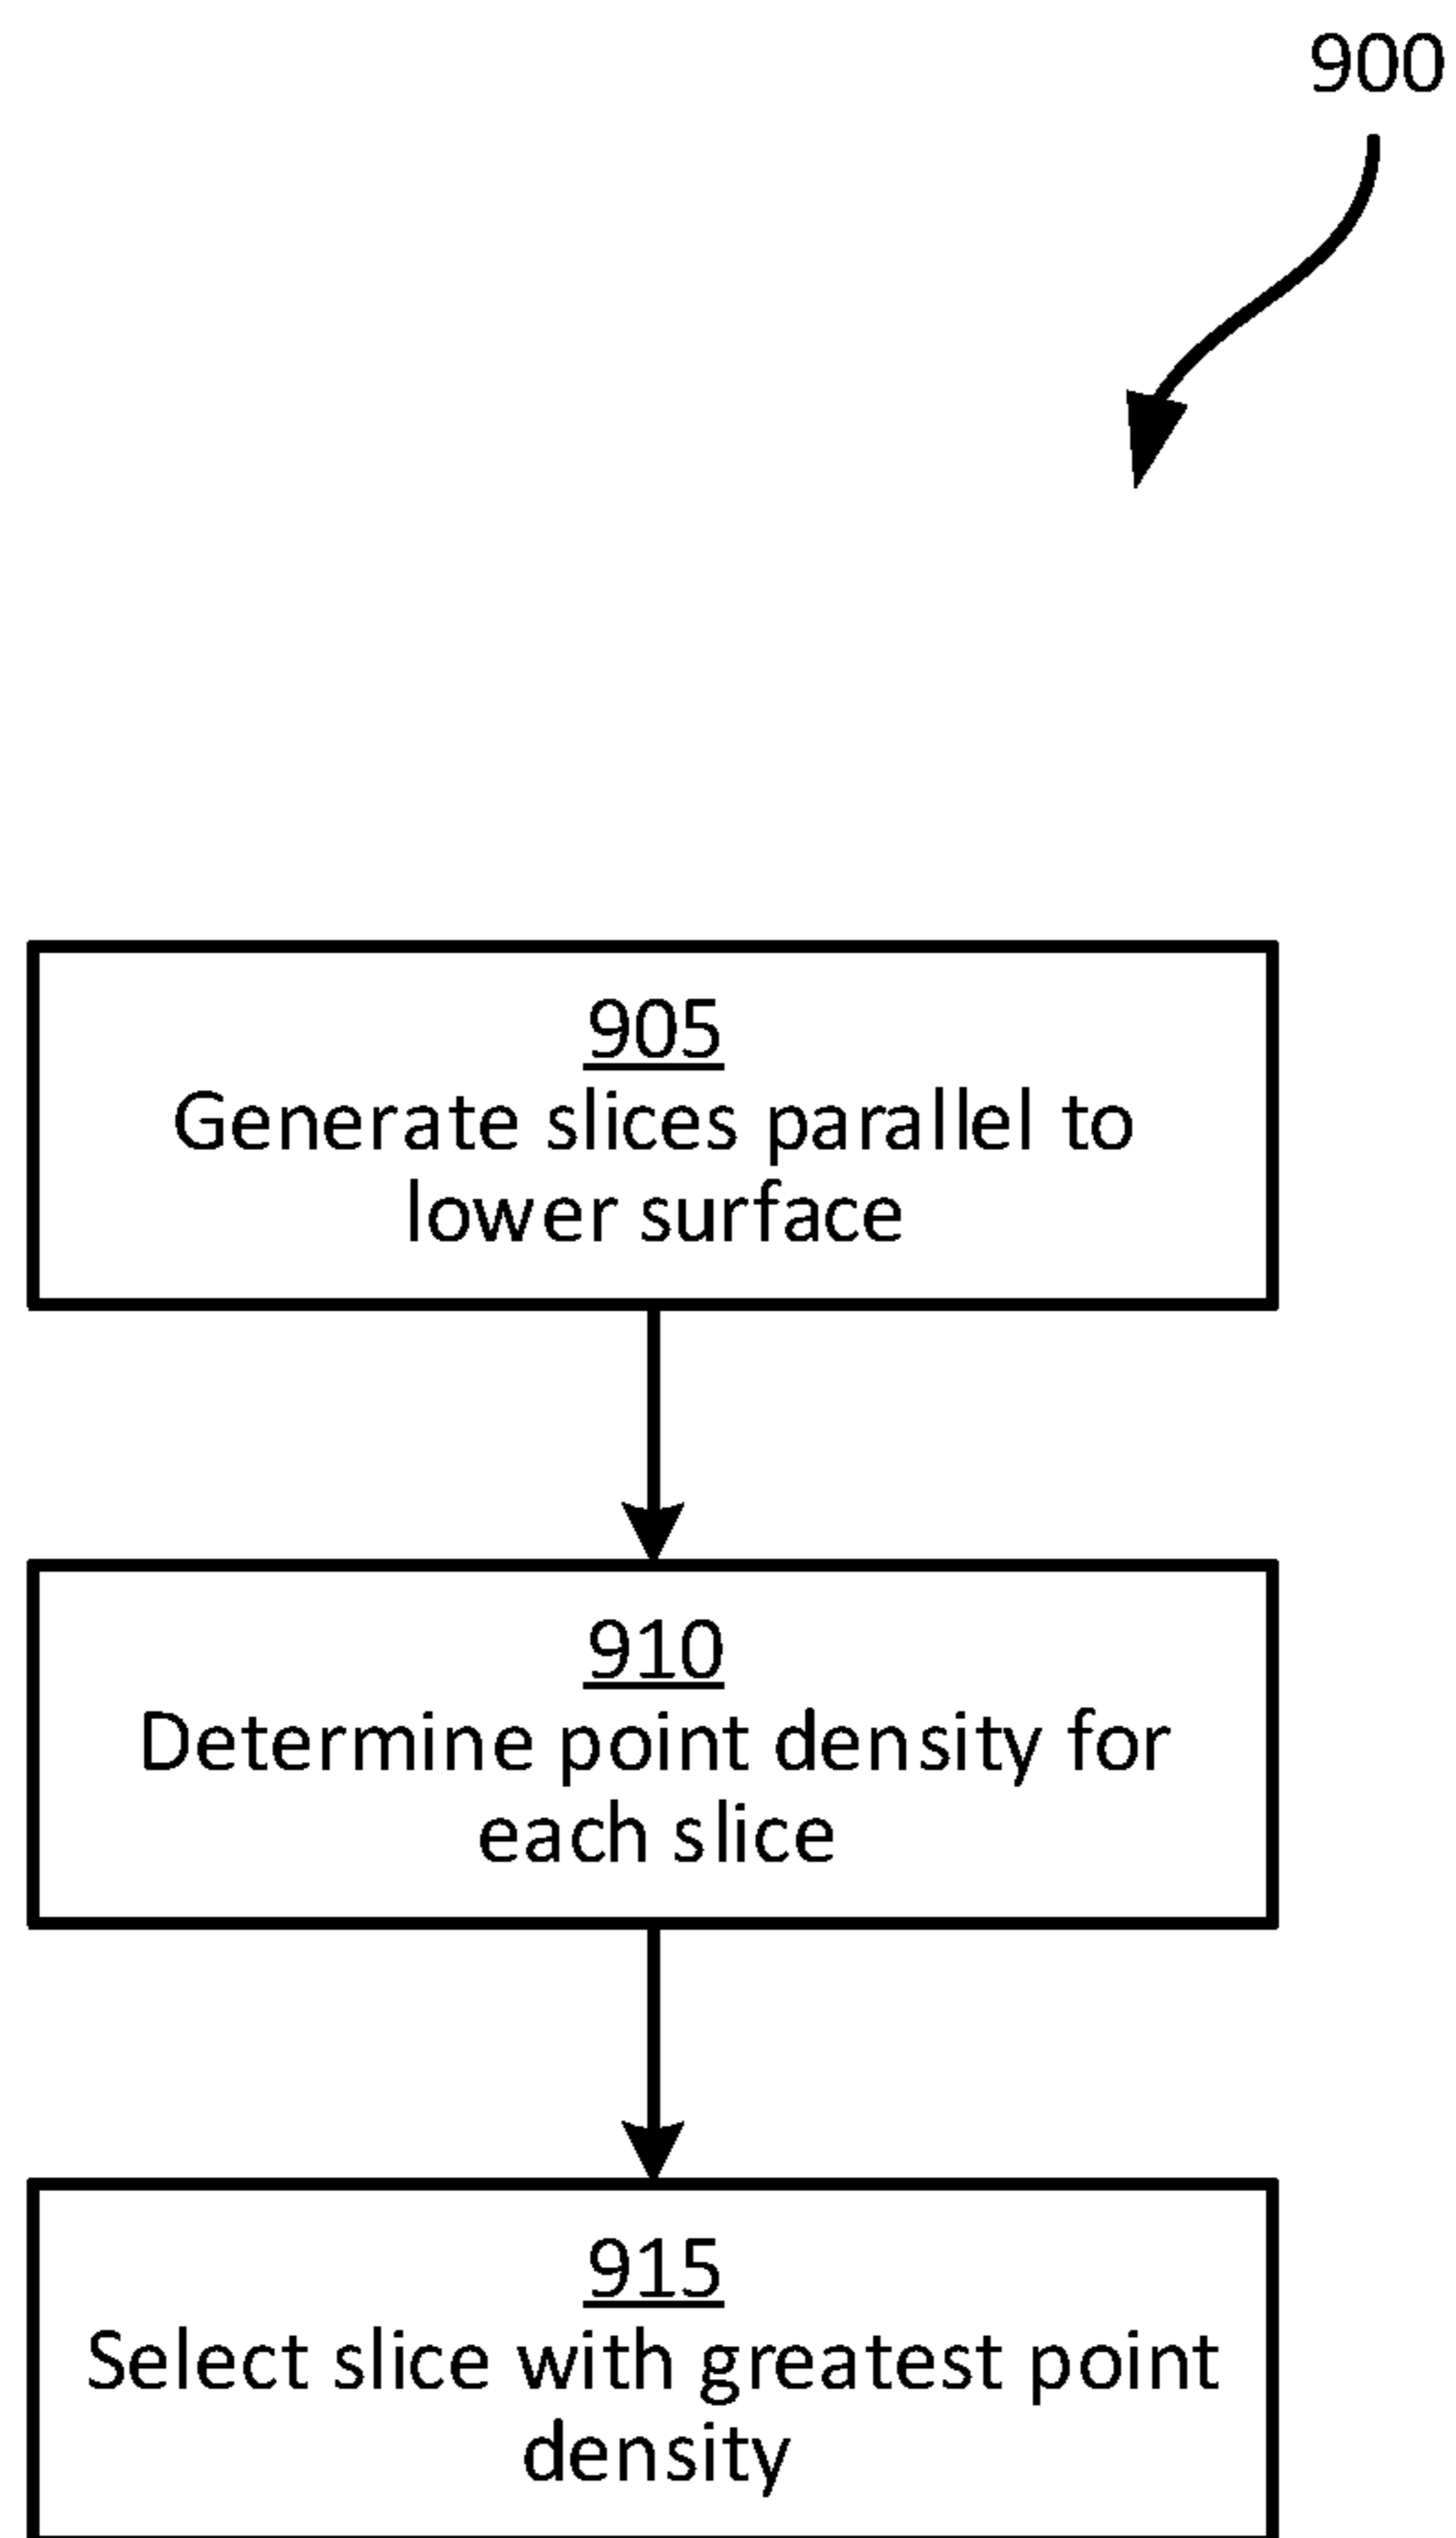 900
905
Generate slices parallel to
lower surface
910
Determine point density for
each slice
915
Select slice with greatest point
density